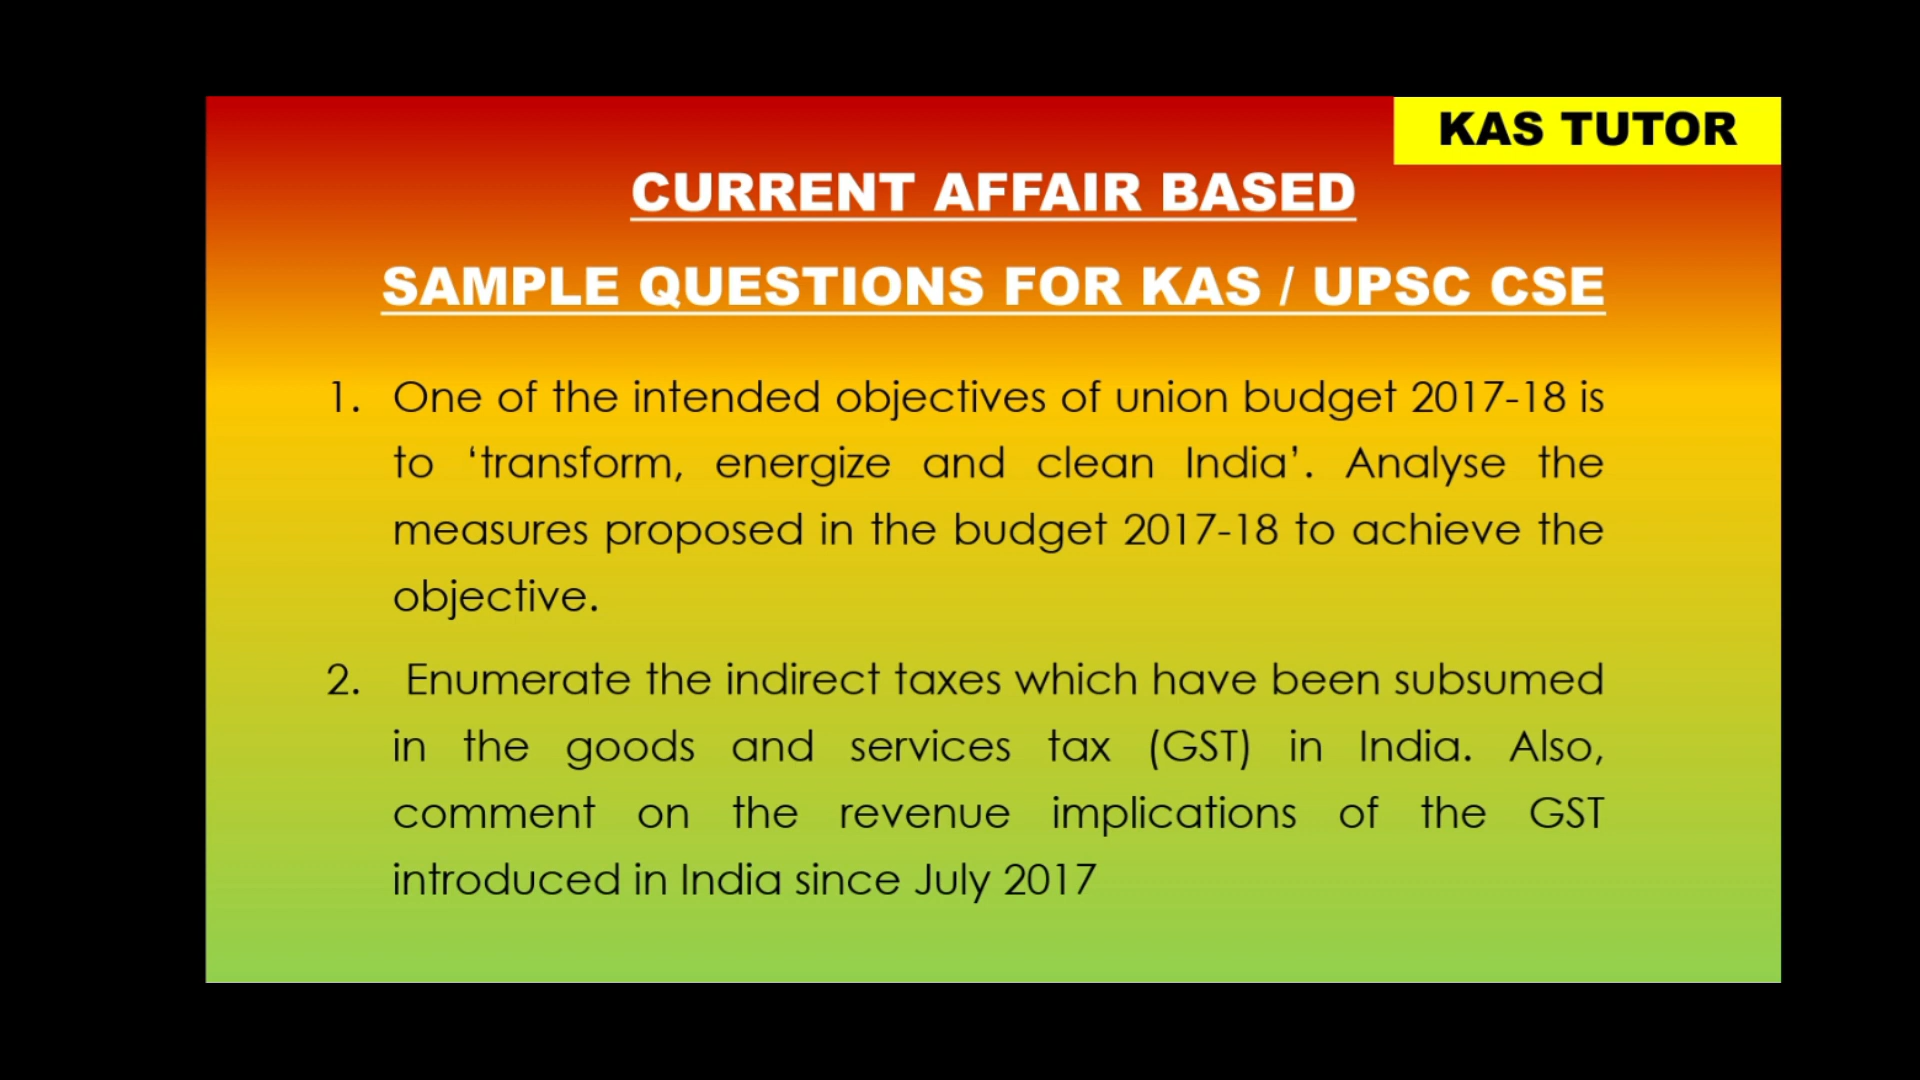 KAS TUTOR
CURRENT AFFAIR BASED
SAMPLE QUESTIONS FOR KAS / UPSC CSE
1. One of the intended objectives of union budget 2017-18 is
to ‘transform, energize and clean India’. Analyse the
measures proposed in the budget 2017-18 to achieve the
objective.
2. Enumerate the indirect taxes which have been subsumed
in the goods and services tax (GST) in India. Also,
comment on the revenue implications of the GST
introduced in India since July 2017